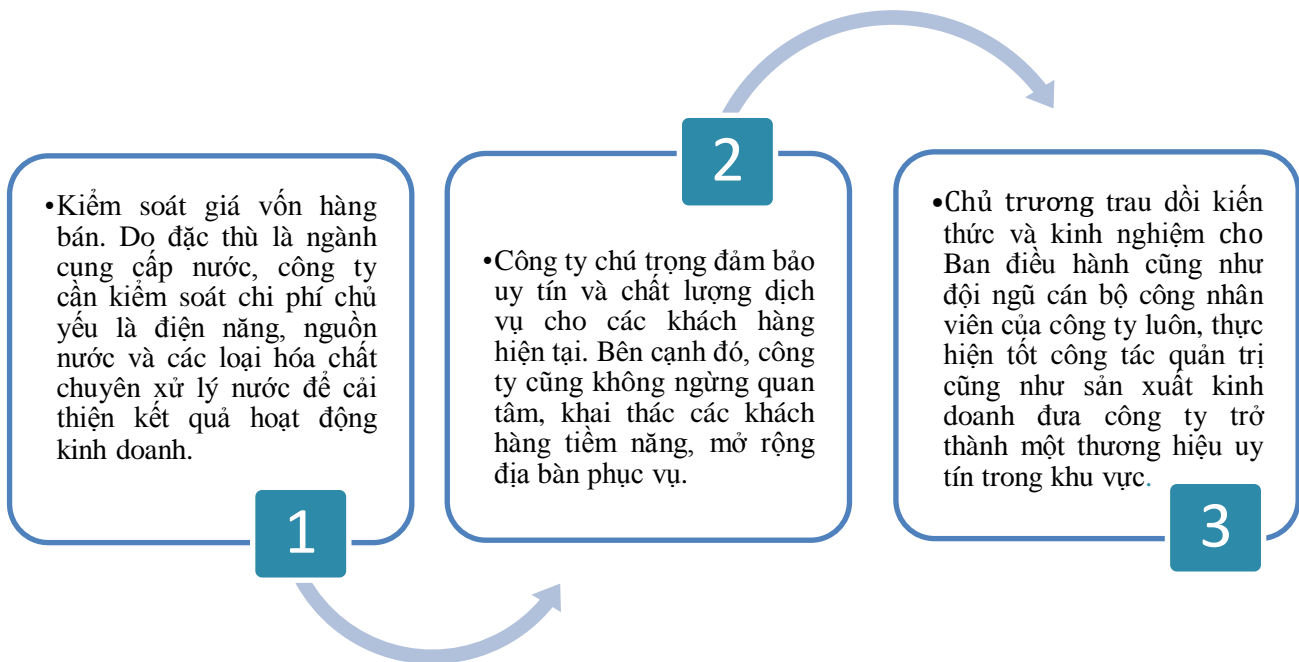 •Kiểm soát giá vốn hàng
bán. Do đặc thù là ngành
cung cấp nước, công ty
cần kiểm soát chi phí chủ
yếu là điện năng, nguồn
nước và các loại hóa chất
chuyên xử lý nước để cải
thiện kết quả hoạt động
kinh doanh.
1
2
•Công ty chú trọng đảm bảo
uy tín và chất lượng dịch
vụ cho các khách hàng
hiện tại. Bên cạnh đó, công
ty cũng không ngừng quan
tâm, khai thác các khách
hàng tiềm năng, mở rộng
địa bàn phục vụ.
•Chủ trương trau dồi kiến
thức và kinh nghiệm cho
Ban điều hành cũng như
đội ngũ cán bộ công nhân
viên của công ty luôn, thực
hiện tốt công tác quản trị
cũng như sản xuất kinh
doanh đưa công ty trở
thành một thương hiệu uy
tín trong khu vực.
3